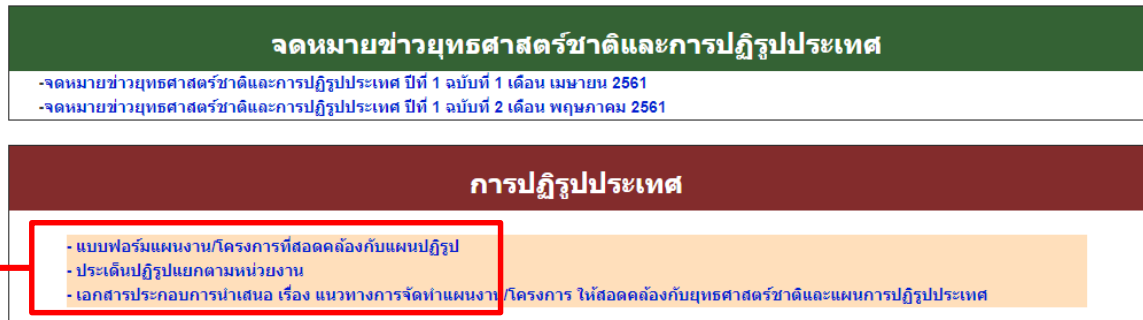 จดหมายข่าวยุทธศาสตร์ชาติและการปฏิรูปประเทศ
-จดหมายข่าวยุทธศาสตร์ชาติและการปฏิรูปประเทศ ปีที่ 1 ฉบับที่ 1 เดือน เมษายน 2561
-จดหมายข่าวยุทธศาสตร์ชาติและการปฏิรูปประเทศ ปีที่ 1 ฉบับที่ 2 เดือน พฤษภาคม 2561
การปฏิรูปประเทศ
- แบบฟอร์มแผนงาน/โครงการที่สอดคล้องกับแผนปฏิรูป
- ประเด็นปฏิรูปแยกตามหน่วยงาน
- เอกสารประกอบการนำเสนอ เรื่อง แนวทางการจัดทำแผนงาน/โครงการ ให้สอดคล้องกับยุทธศาสตร์ชาติและแผนการปฏิรูปประเทศ